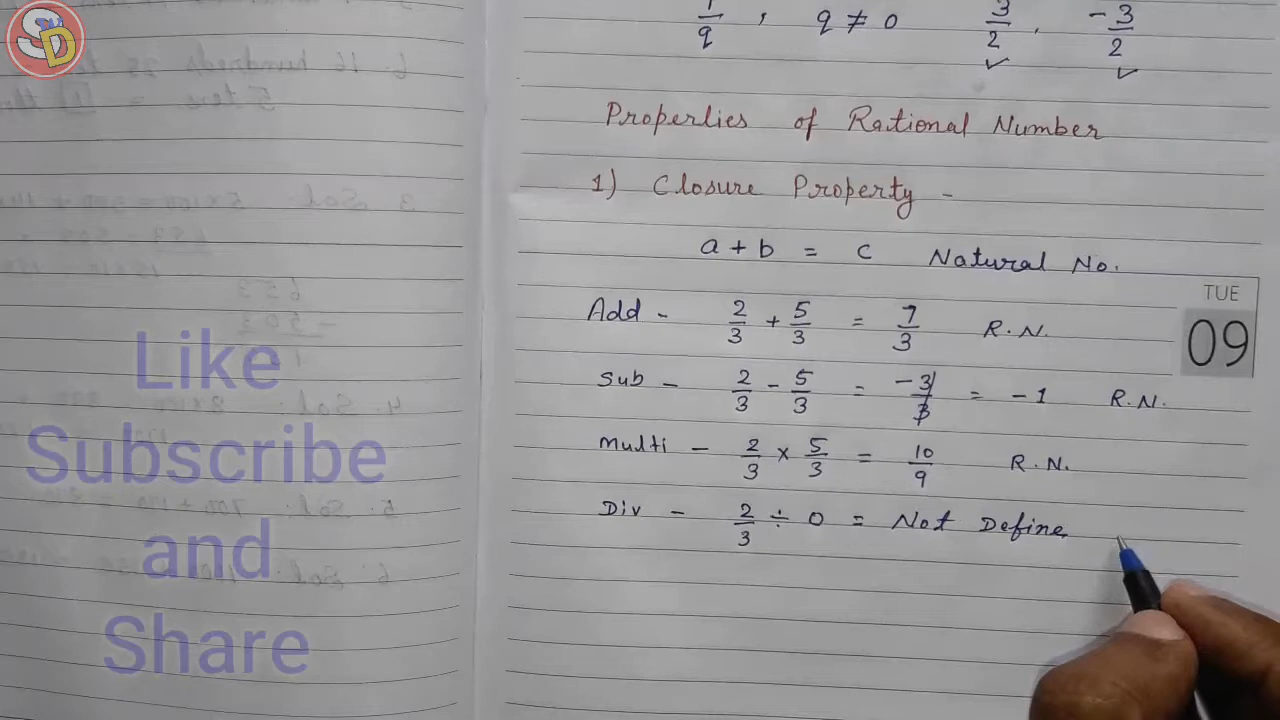 SD
q ≠ 0 3/2 , -3/2
Properties of Rational Number
1) Closure Property -
a + b = c Natural No.
TUE
09
Add - 2/3 + 5/3 = 7/3 R.N.
Sub - 2/3 - 5/3 = -3/3 = -1 R.N.
Multi - 2/3 × 5/3 = 10/9 R.N.
Div - 2/3 ÷ 0 = Not Define
Like
Subscribe
and
Share